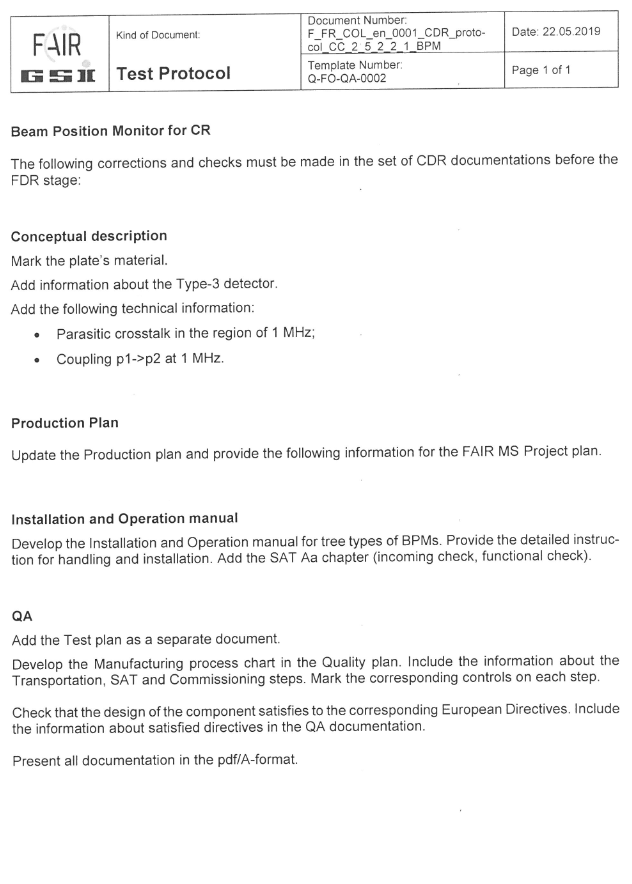 FAIR
GSI
Kind of Document:
Test Protocol
Document Number:
F_FR_COL_en_0001_CDR_proto-
col_CC_2_5_2_2_1_BPM
Template Number:
Q-FO-QA-0002
Date: 22.05.2019
Page 1 of 1
Beam Position Monitor for CR
The following corrections and checks must be made in the set of CDR documentations before the
FDR stage:
Conceptual description
Mark the plate's material.
Add information about the Type-3 detector.
Add the following technical information:
• Parasitic crosstalk in the region of 1 MHz;
• Coupling p1->p2 at 1 MHz.
Production Plan
Update the Production plan and provide the following information for the FAIR MS Project plan.
Installation and Operation manual
Develop the Installation and Operation manual for tree types of BPMs. Provide the detailed instruc-
tion for handling and installation. Add the SAT Aa chapter (incoming check, functional check).
QA
Add the Test plan as a separate document.
Develop the Manufacturing process chart in the Quality plan. Include the information about the
Transportation, SAT and Commissioning steps. Mark the corresponding controls on each step.
Check that the design of the component satisfies to the corresponding European Directives. Include
the information about satisfied directives in the QA documentation.
Present all documentation in the pdf/A-format.